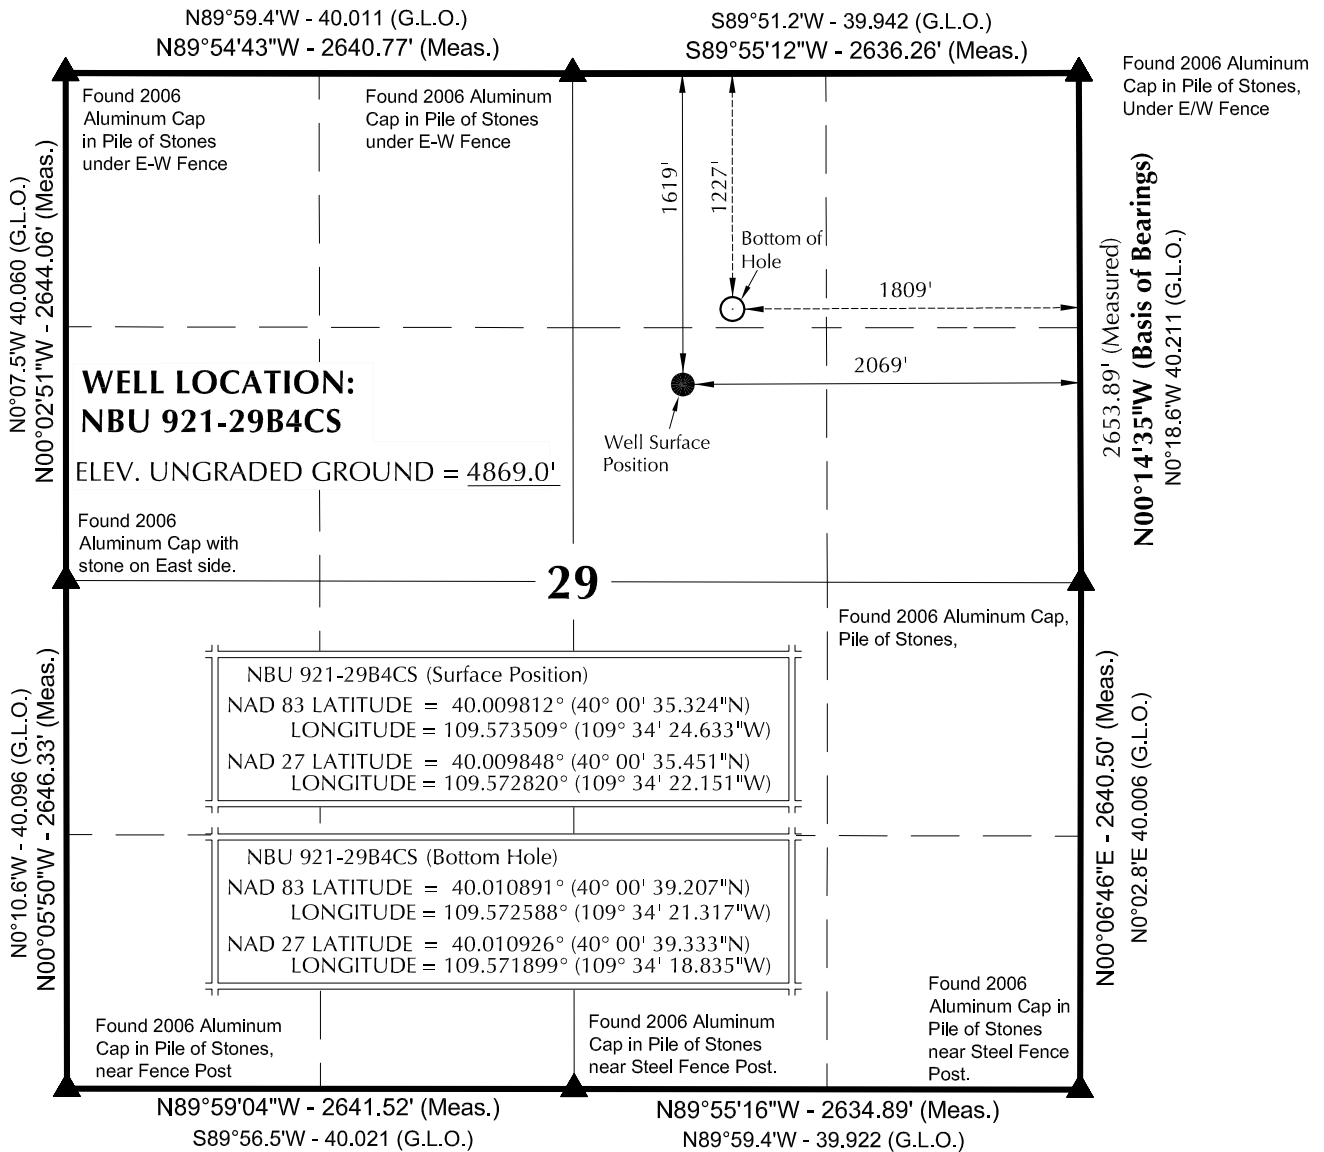 N89°59.4'W - 40.011 (G.L.O.)
N89°54'43"W - 2640.77' (Meas.)
S89°51.2'W - 39.942 (G.L.O.)
S89°55'12"W - 2636.26' (Meas.)
Found 2006 Aluminum
Cap in Pile of Stones,
Under E/W Fence
Found 2006
Aluminum Cap
in Pile of Stones
under E-W Fence
Found 2006 Aluminum
Cap in Pile of Stones
under E-W Fence
1619'
1227'
Bottom of
Hole
1809'
2069'
Well Surface
Position
N0°07.5'W 40.060 (G.L.O.)
N00°02'51"W - 2644.06' (Meas.)
2653.89' (Measured)
N00°14'35"W (Basis of Bearings)
N0°18.6'W 40.211 (G.L.O.)
WELL LOCATION:
NBU 921-29B4CS
ELEV. UNGRADED GROUND = 4869.0'
Found 2006
Aluminum Cap with
stone on East side.
29
Found 2006 Aluminum Cap,
Pile of Stones,
NBU 921-29B4CS (Surface Position)
NAD 83 LATITUDE = 40.009812° (40° 00' 35.324"N)
LONGITUDE = 109.573509° (109° 34' 24.633"W)
NAD 27 LATITUDE = 40.009848° (40° 00' 35.451"N)
LONGITUDE = 109.572820° (109° 34' 22.151"W)
NBU 921-29B4CS (Bottom Hole)
NAD 83 LATITUDE = 40.010891° (40° 00' 39.207"N)
LONGITUDE = 109.572588° (109° 34' 21.317"W)
NAD 27 LATITUDE = 40.010926° (40° 00' 39.333"N)
LONGITUDE = 109.571899° (109° 34' 18.835"W)
N0°10.6'W - 40.096 (G.L.O.)
N00°05'50"W - 2646.33' (Meas.)
N00°06'46"E - 2640.50' (Meas.)
N0°02.8'E 40.006 (G.L.O.)
Found 2006 Aluminum
Cap in Pile of Stones,
near Fence Post
Found 2006 Aluminum
Cap in Pile of Stones
near Steel Fence Post.
Found 2006
Aluminum Cap in
Pile of Stones
near Steel Fence
Post.
N89°59'04"W - 2641.52' (Meas.)
S89°56.5'W - 40.021 (G.L.O.)
N89°55'16"W - 2634.89' (Meas.)
N89°59.4'W - 39.922 (G.L.O.)